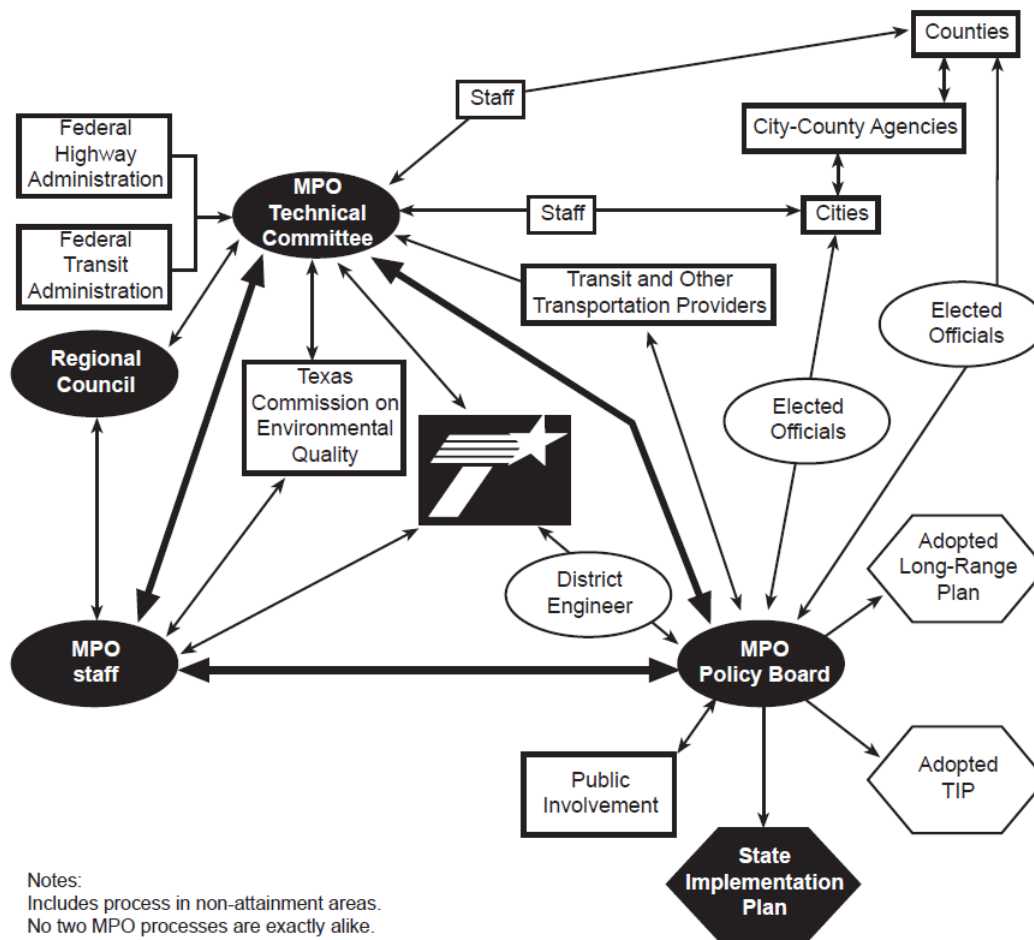 Counties
Staff
City-County Agencies
Federal
Highway
Administration
MPO
Technical
Committee
Staff
Cities
Federal
Transit
Administration
Transit and Other
Transportation Providers
Elected
Officials
Regional
Council
Texas
Commission on
Environmental
Quality
Elected
Officials
Adopted
Long-Range
Plan
District
Engineer
MPO
staff
MPO
Policy Board
Public
Involvement
Adopted
TIP
State
Implementation
Plan
Notes:
Includes process in non-attainment areas.
No two MPO processes are exactly alike.